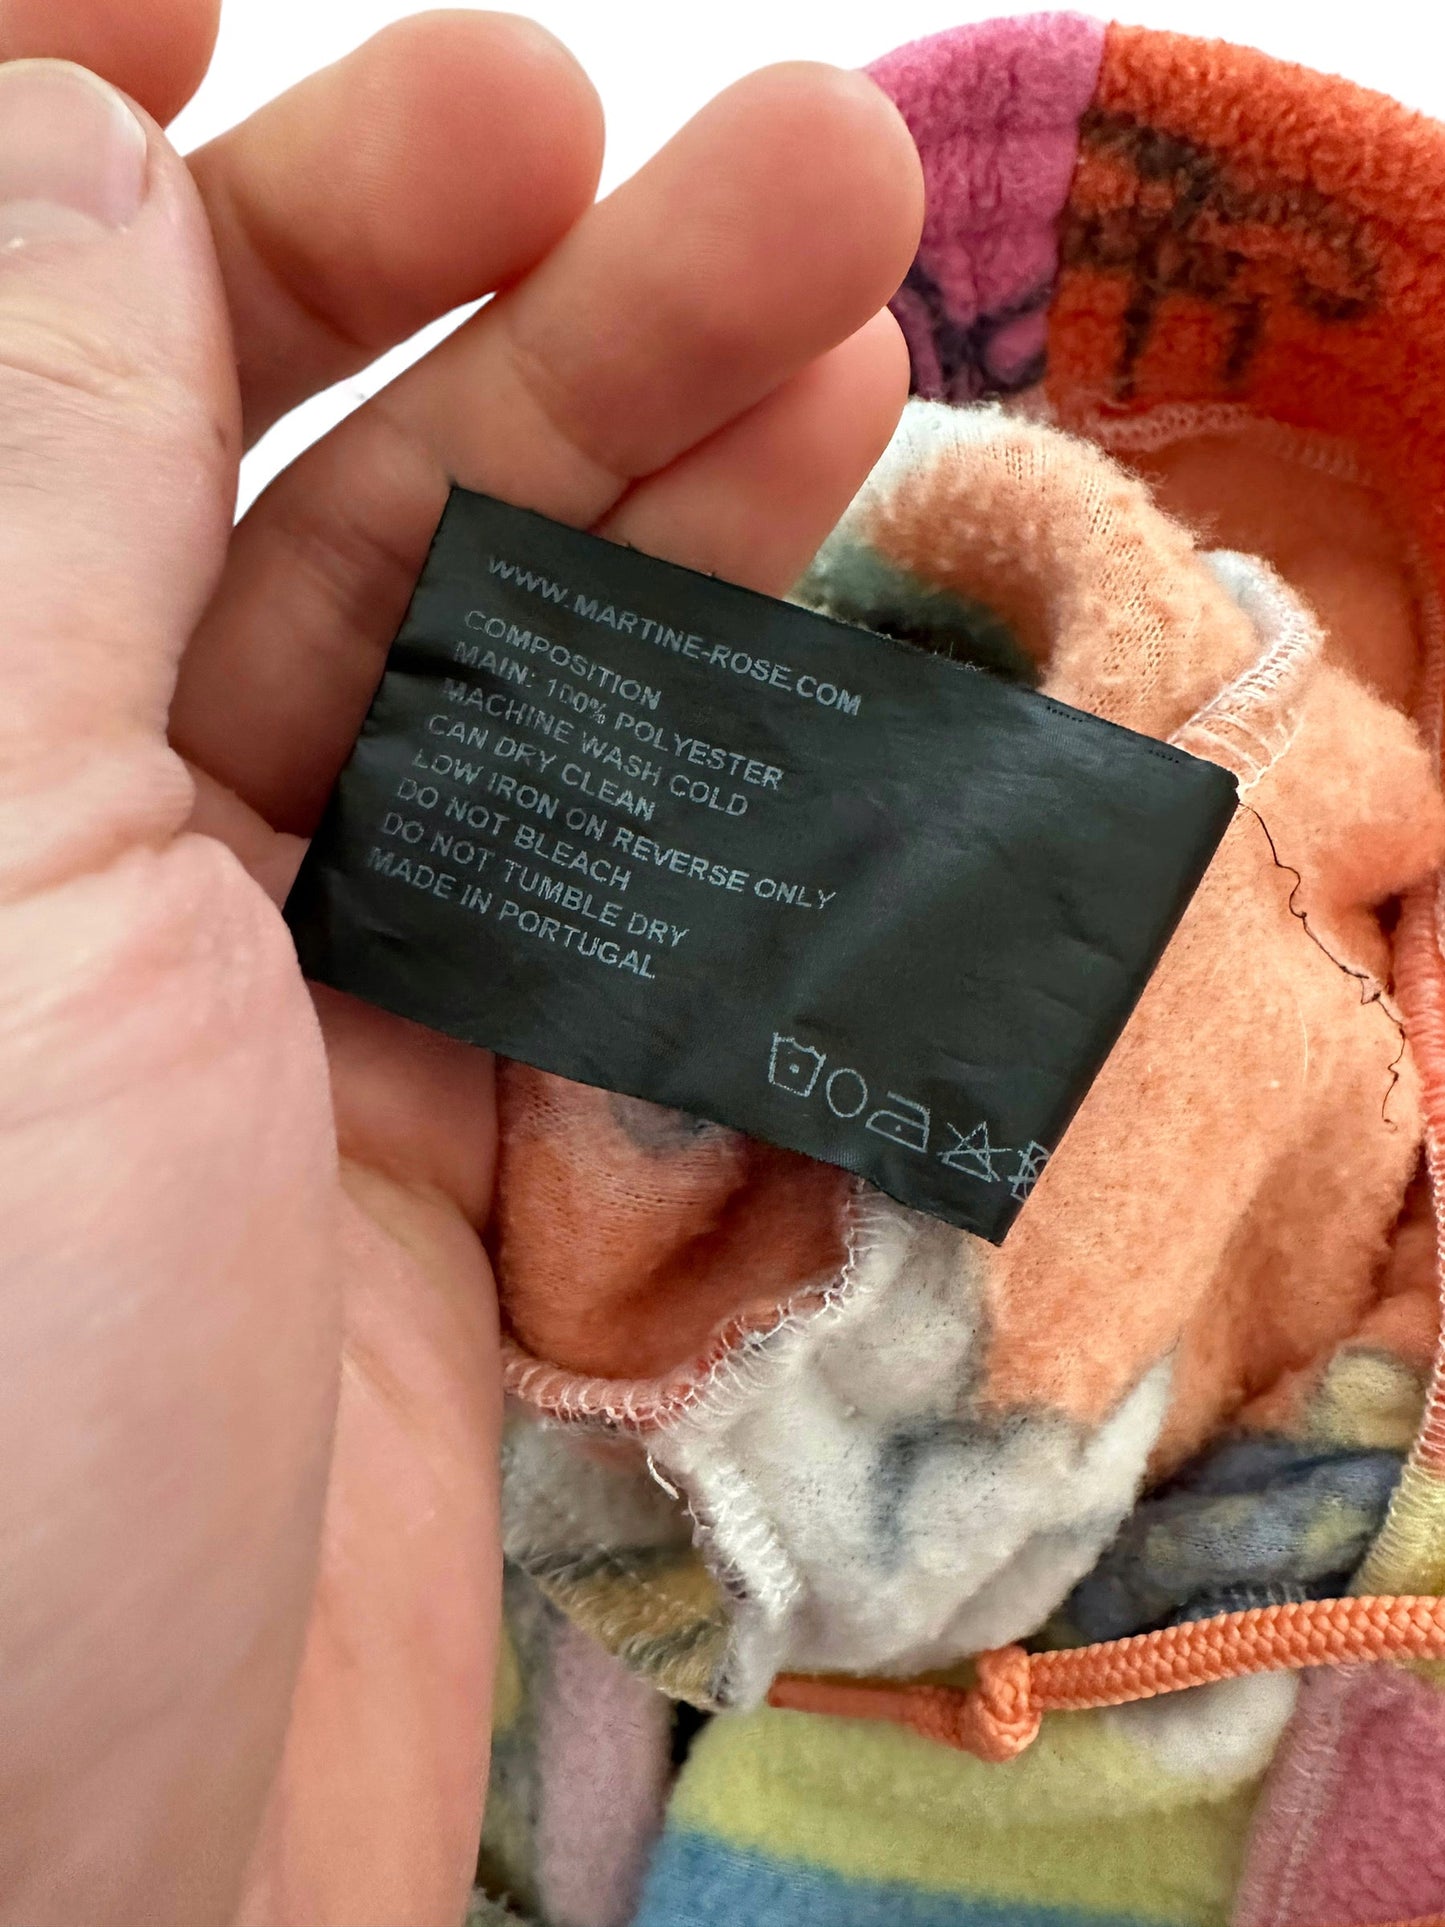 WWW.MARTINE-ROSE.COM
COMPOSITION
MAIN: 100% POLYESTER
MACHINE WASH COLD
CAN DRY CLEAN
LOW IRON ON REVERSE ONLY
DO NOT BLEACH
DO NOT TUMBLE DRY
MADE IN PORTUGAL